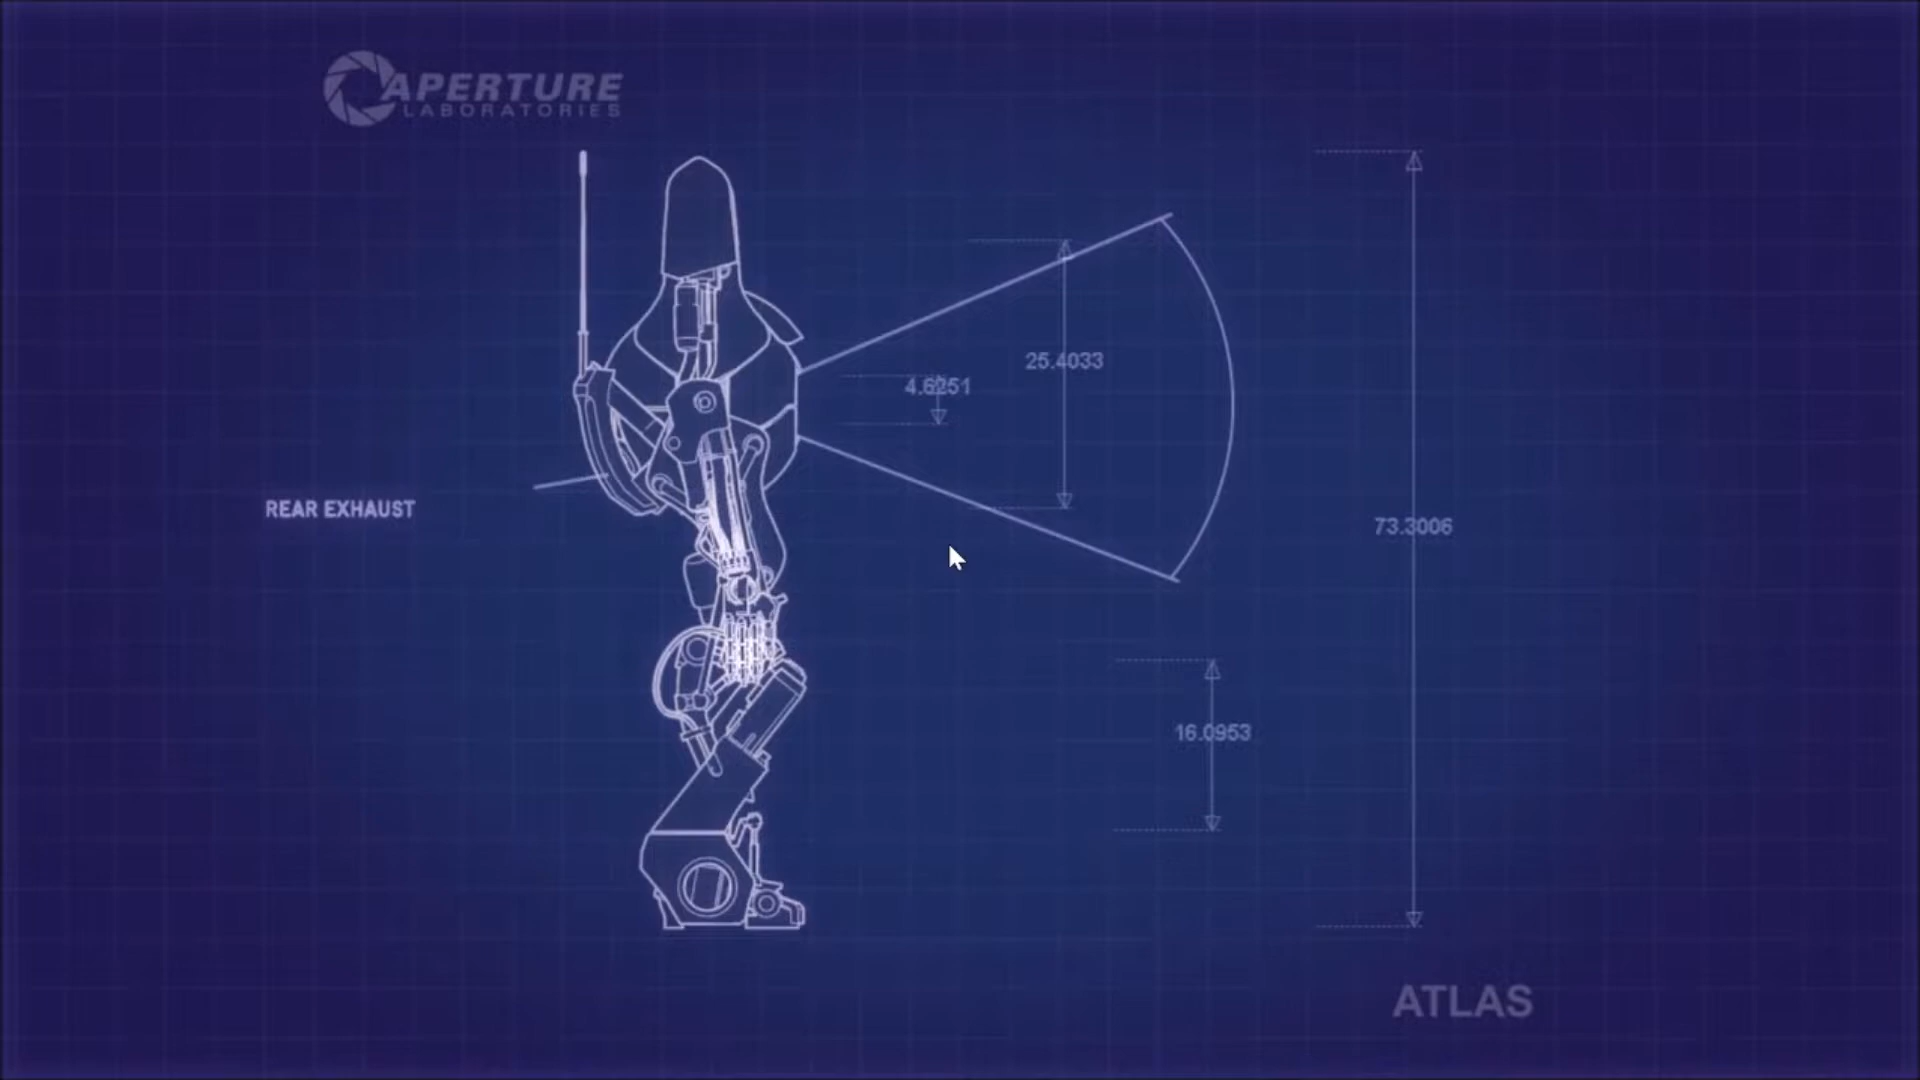 APERTURE
LABORATORIES
25.4033
4.6251
REAR EXHAUST
73.3006
16.0953
ATLAS